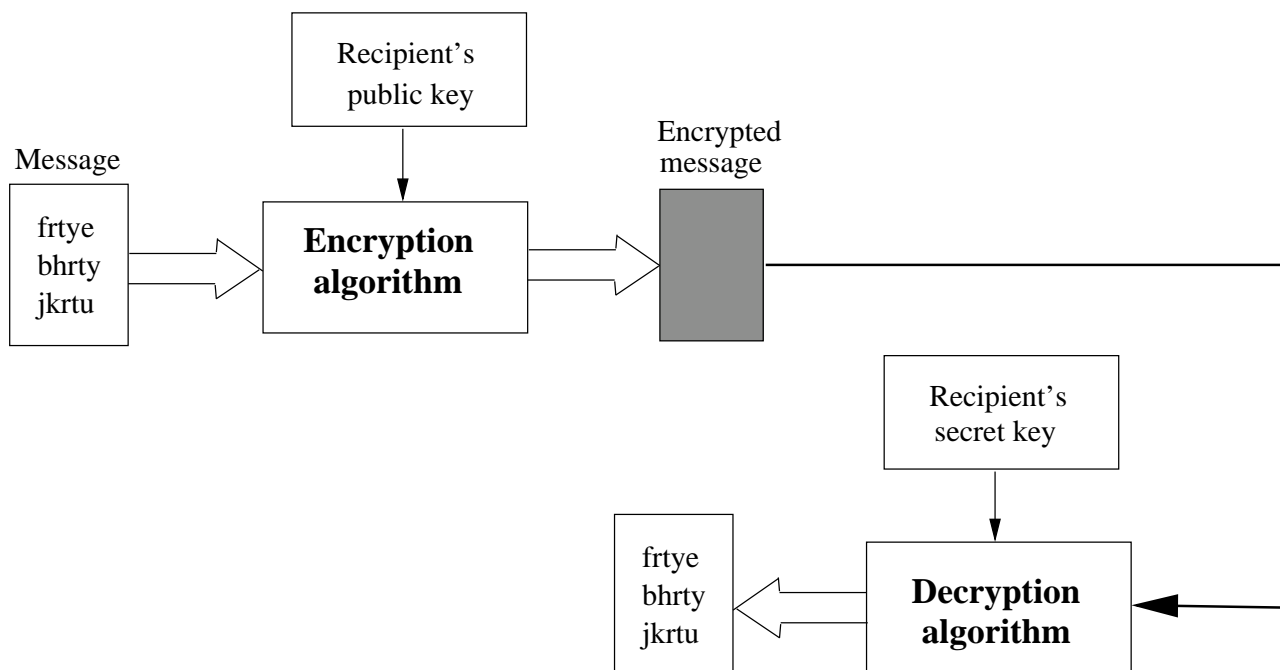 Recipient's
public key
Message
frtye
bhrty
jkrtu
Encryption
algorithm
Encrypted
message
Recipient's
secret key
frtye
bhrty
jkrtu
Decryption
algorithm